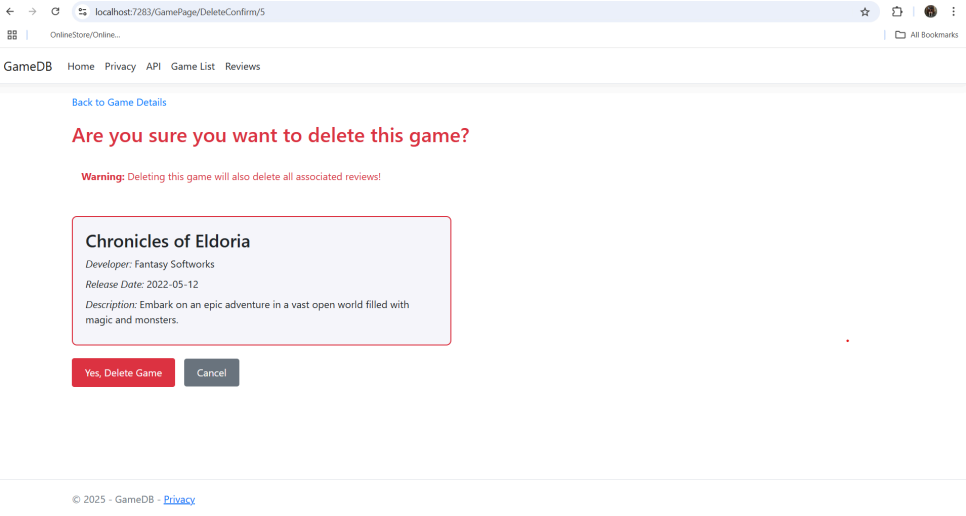 localhost:7283/GamePage/DeleteConfirm/5
OnlineStore/Online...
All Bookmarks
GameDB Home Privacy API Game List Reviews
Back to Game Details
Are you sure you want to delete this game?
Warning: Deleting this game will also delete all associated reviews!
Chronicles of Eldoria
Developer: Fantasy Softworks
Release Date: 2022-05-12
Description: Embark on an epic adventure in a vast open world filled with
magic and monsters.
Yes, Delete Game Cancel
© 2025 - GameDB - Privacy